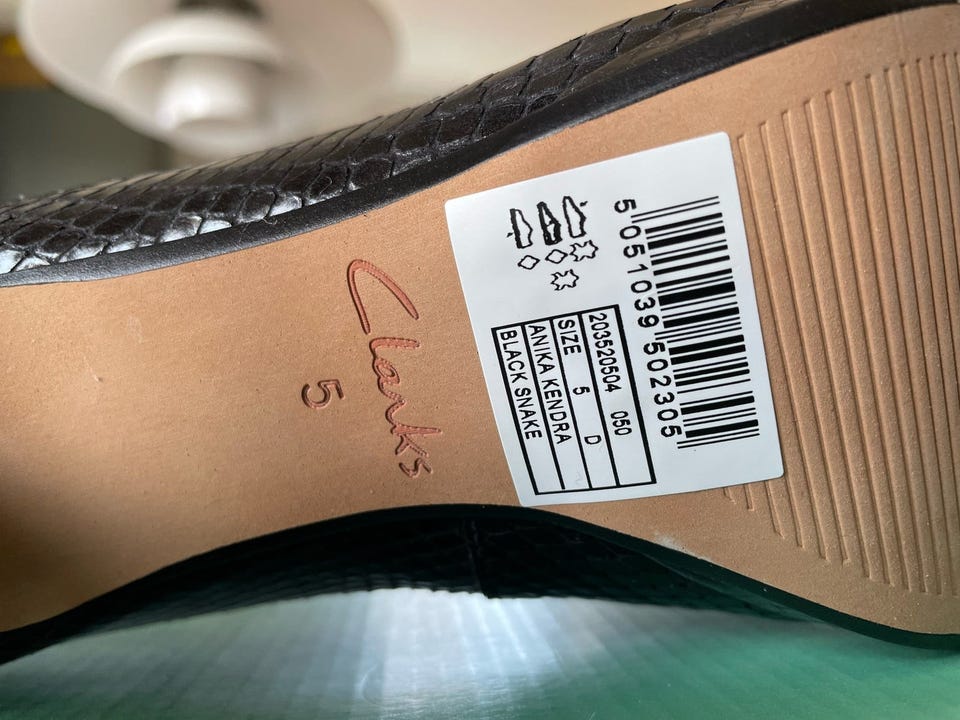 Clarks
5
5 051039 502305
203520504 050
SIZE 5 D
ANIKA KENDRA
BLACK SNAKE